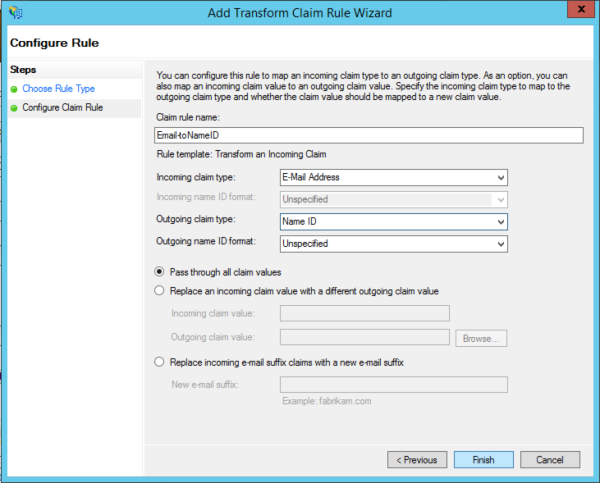 Add Transform Claim Rule Wizard
X
Configure Rule
Steps
Choose Rule Type
Configure Claim Rule
You can configure this rule to map an incoming claim type to an outgoing claim type. As an option, you can
also map an incoming claim value to an outgoing claim value. Specify the incoming claim type to map to the
outgoing claim type and whether the claim value should be mapped to a new claim value.
Claim rule name:
Email-toNameID
Rule template: Transform an Incoming Claim
Incoming claim type: E-Mail Address
Incoming name ID format: Unspecified
Outgoing claim type: Name ID
Outgoing name ID format: Unspecified
Pass through all claim values
Replace an incoming claim value with a different outgoing claim value
Incoming claim value:
Outgoing claim value: Browse...
Replace incoming e-mail suffix claims with a new e-mail suffix
New e-mail suffix:
Example: fabrikam.com
< Previous Finish Cancel